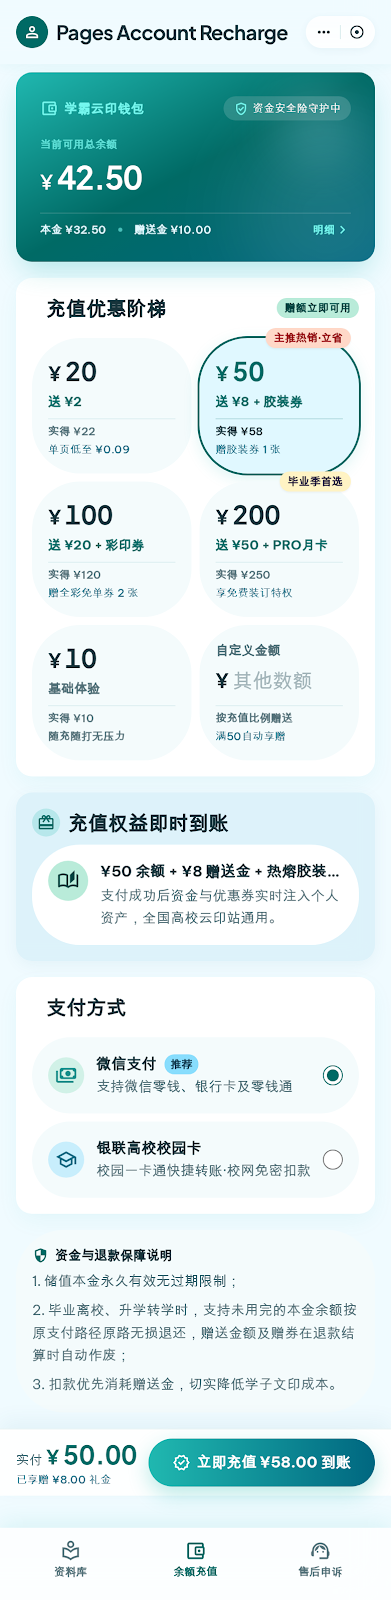 Pages Account Recharge
学霸云印钱包
资金安全险守护中
当前可用总余额
¥42.50
本金 ¥32.50 • 赠送金 ¥10.00
明细
充值优惠阶梯
赠额立即可用
¥20
送 ¥2
实得 ¥22
单页低至 ¥0.09
主推热销·立省
¥50
送 ¥8 + 胶装券
实得 ¥58
赠胶装券 1 张
¥100
送 ¥20 + 彩印券
实得 ¥120
赠全彩免单券 2 张
毕业季首选
¥200
送 ¥50 + PRO月卡
实得 ¥250
享免费装订特权
¥10
基础体验
实得 ¥10
随充随打无压力
自定义金额
¥ 其他数额
按充值比例赠送
满50自动享赠
充值权益即时到账
¥50 余额 + ¥8 赠送金 + 热熔胶装...
支付成功后资金与优惠券实时注入个人
资产，全国高校云印站通用。
支付方式
微信支付 推荐
支持微信零钱、银行卡及零钱通
银联高校校园卡
校园一卡通快捷转账·校网免密扣款
资金与退款保障说明
1. 储值本金永久有效无过期限制；
2. 毕业离校、升学转学时，支持未用完的本金余额按
原支付路径原路无损退还，赠送金额及赠券在退款结
算时自动作废；
3. 扣款优先消耗赠送金，切实降低学子文印成本。
实付 ¥50.00
已享赠 ¥8.00 礼金
立即充值 ¥58.00 到账
资料库
余额充值
售后申诉